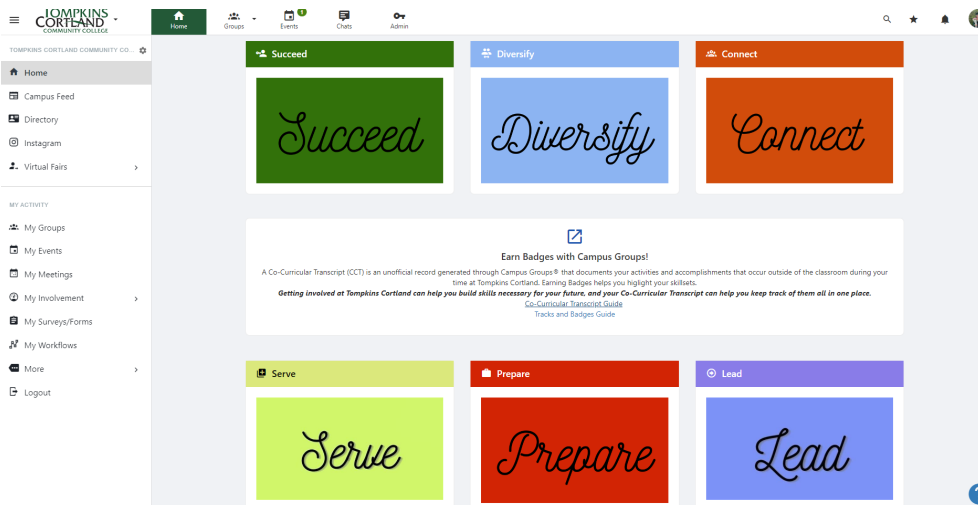 TOMPKINS
CORTLAND
COMMUNITY COLLEGE
Home
Groups
1
Events
Chats
Admin
TOMPKINS CORTLAND COMMUNITY CO...
Home
Campus Feed
Directory
Instagram
Virtual Fairs
MY ACTIVITY
My Groups
My Events
My Meetings
My Involvement
My Surveys/Forms
My Workflows
More
Logout
Succeed
Diversify
Connect
Succeed
Diversify
Connect
Earn Badges with Campus Groups!
A Co-Curricular Transcript (CCT) is an unofficial record generated through Campus Groups® that documents your activities and accomplishments that occur outside of the classroom during your
time at Tompkins Cortland. Earning Badges helps you higlight your skillsets.
Getting involved at Tompkins Cortland can help you build skills necessary for your future, and your Co-Curricular Transcript can help you keep track of them all in one place.
Co-Curricular Transcript Guide
Tracks and Badges Guide
Serve
Prepare
Lead
Serve
Prepare
Lead